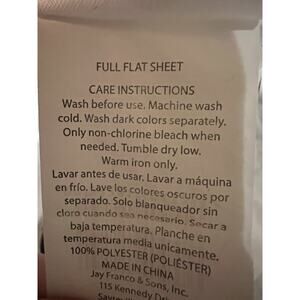 FULL FLAT SHEET
CARE INSTRUCTIONS
Wash before use. Machine wash
cold. Wash dark colors separately.
Only non-chlorine bleach when
needed. Tumble dry low.
Warm iron only.
Lavar antes de usar. Lavar a máquina
en frío. Lave los colores oscuros por
separado. Solo blanqueador sin
cloro cuando sea necesario. Secar a
baja temperatura. Planche en
temperatura media unicamente.
100% POLYESTER (POLIÉSTER)
MADE IN CHINA
Jay Franco & Sons, Inc.
115 Kennedy